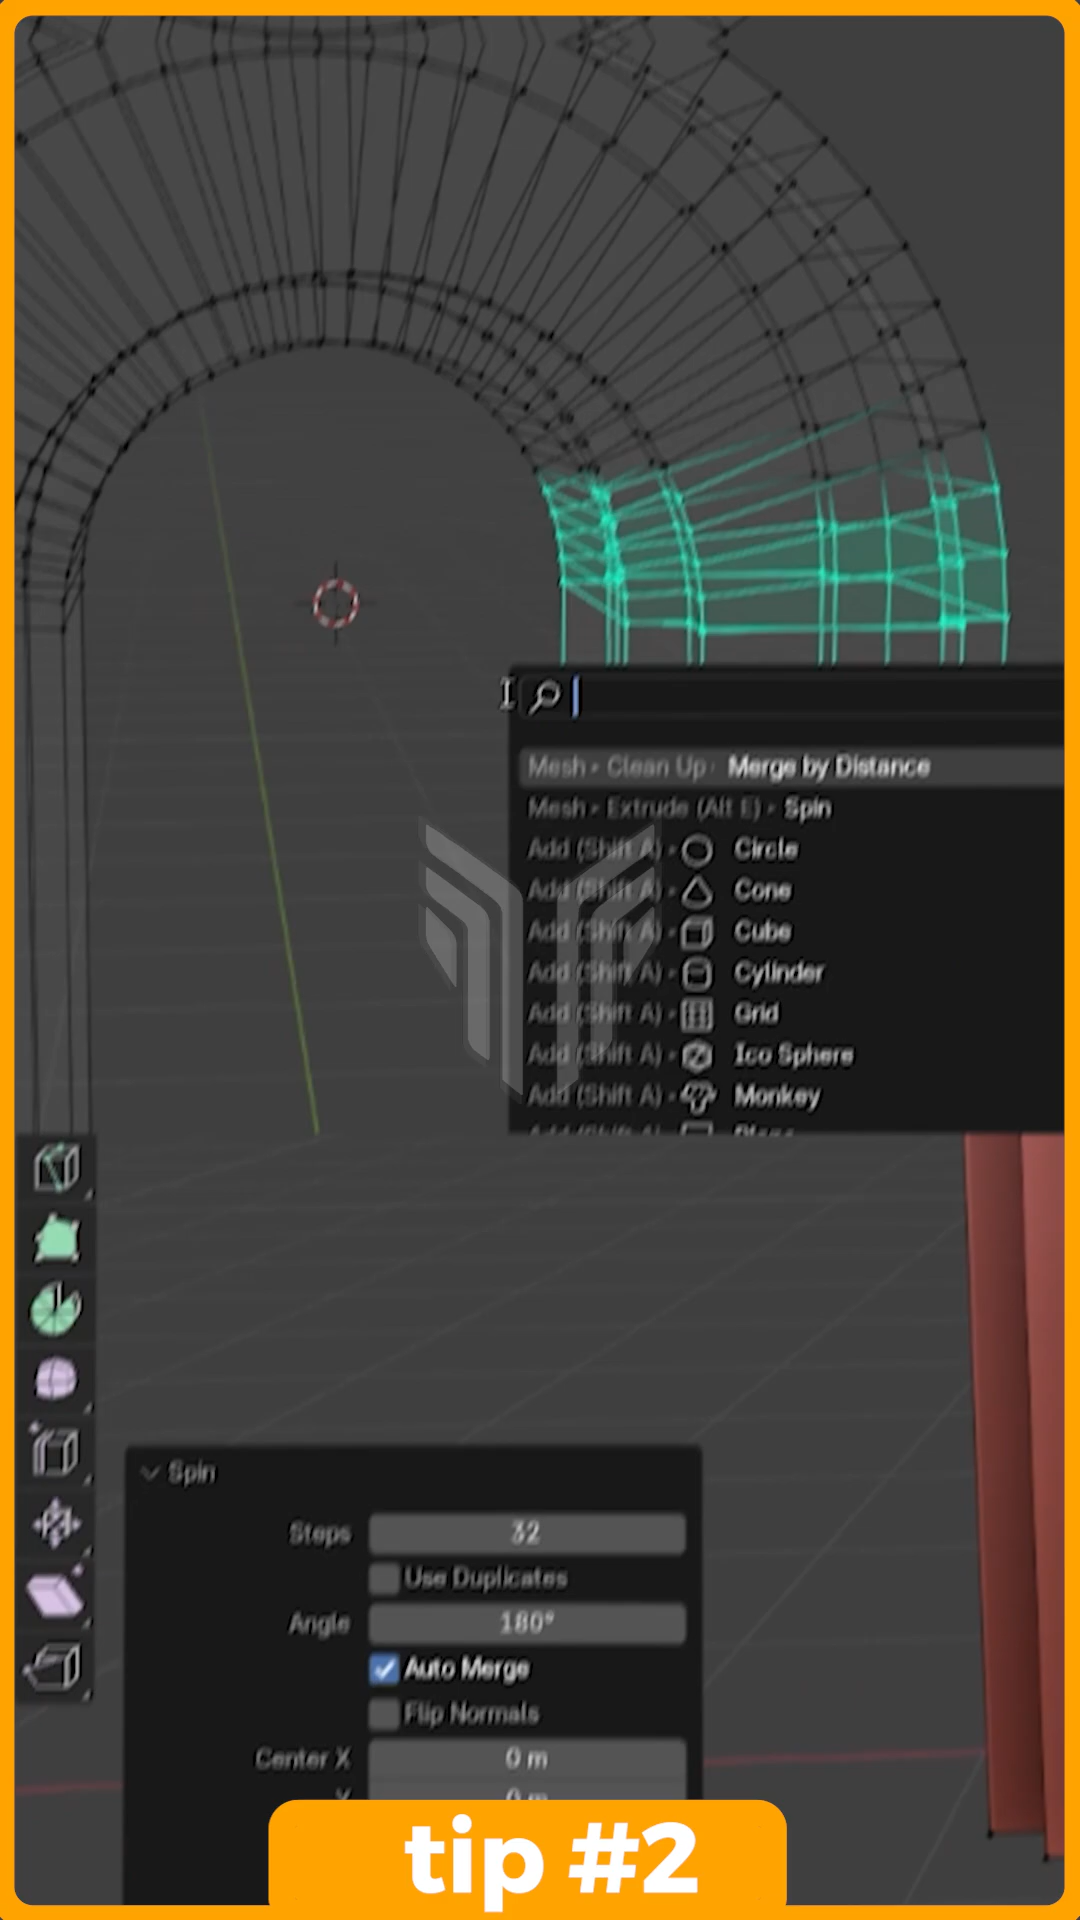 Mesh ▸ Clean Up ▸ Merge by Distance
Mesh ▸ Extrude (Alt E) ▸ Spin
Add (Shift A) ▸ Circle
Add (Shift A) ▸ Cone
Add (Shift A) ▸ Cube
Add (Shift A) ▸ Cylinder
Add (Shift A) ▸ Grid
Add (Shift A) ▸ Ico Sphere
Add (Shift A) ▸ Monkey
Spin
Steps 32
Use Duplicates
Angle 180°
Auto Merge
Flip Normals
Center X 0 m
tip #2